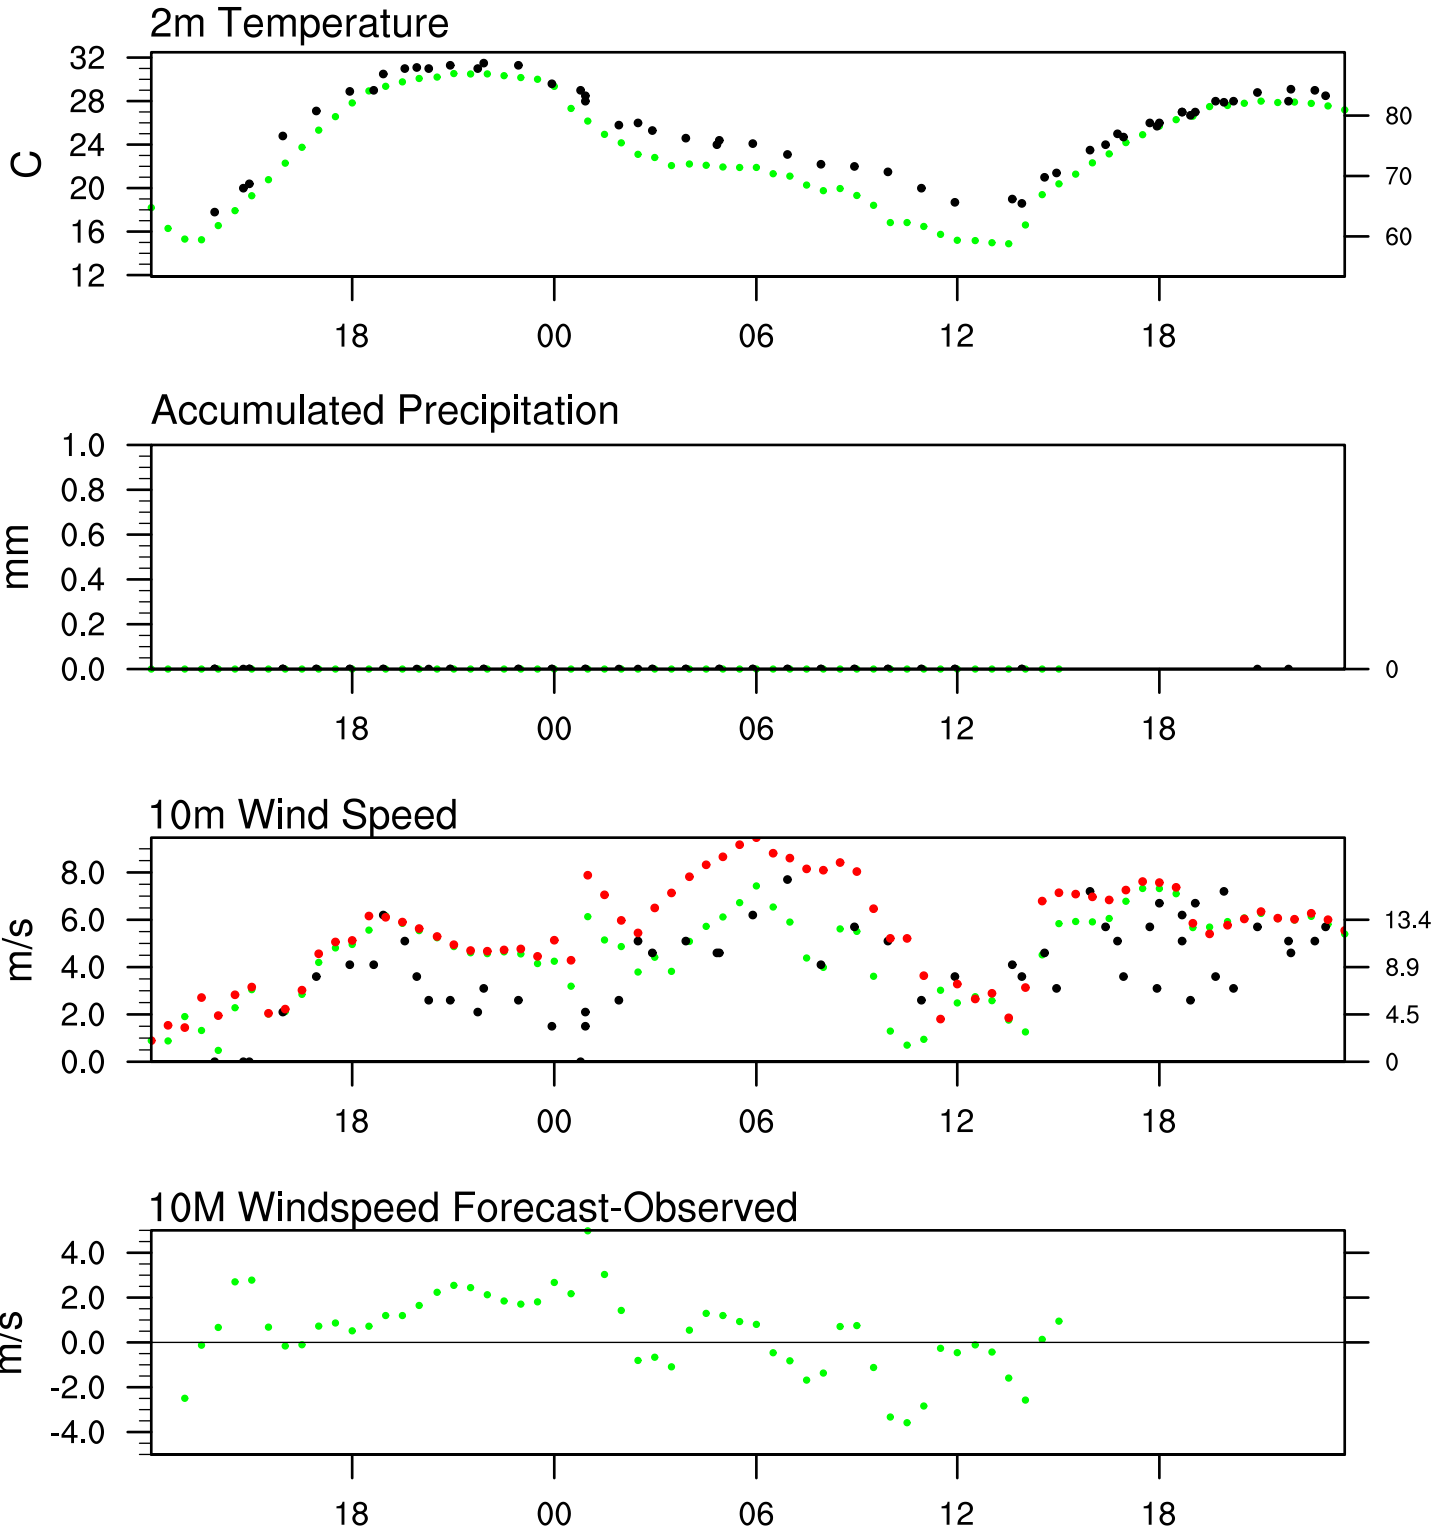 2m Temperature
32
28
24
20
16
12
C
80
70
60
18 00 06 12 18
Accumulated Precipitation
1.0
0.8
0.6
0.4
0.2
0.0
mm
0
18 00 06 12 18
10m Wind Speed
8.0
6.0
4.0
2.0
0.0
m/s
13.4
8.9
4.5
0
18 00 06 12 18
10M Windspeed Forecast-Observed
4.0
2.0
0.0
-2.0
-4.0
m/s
18 00 06 12 18